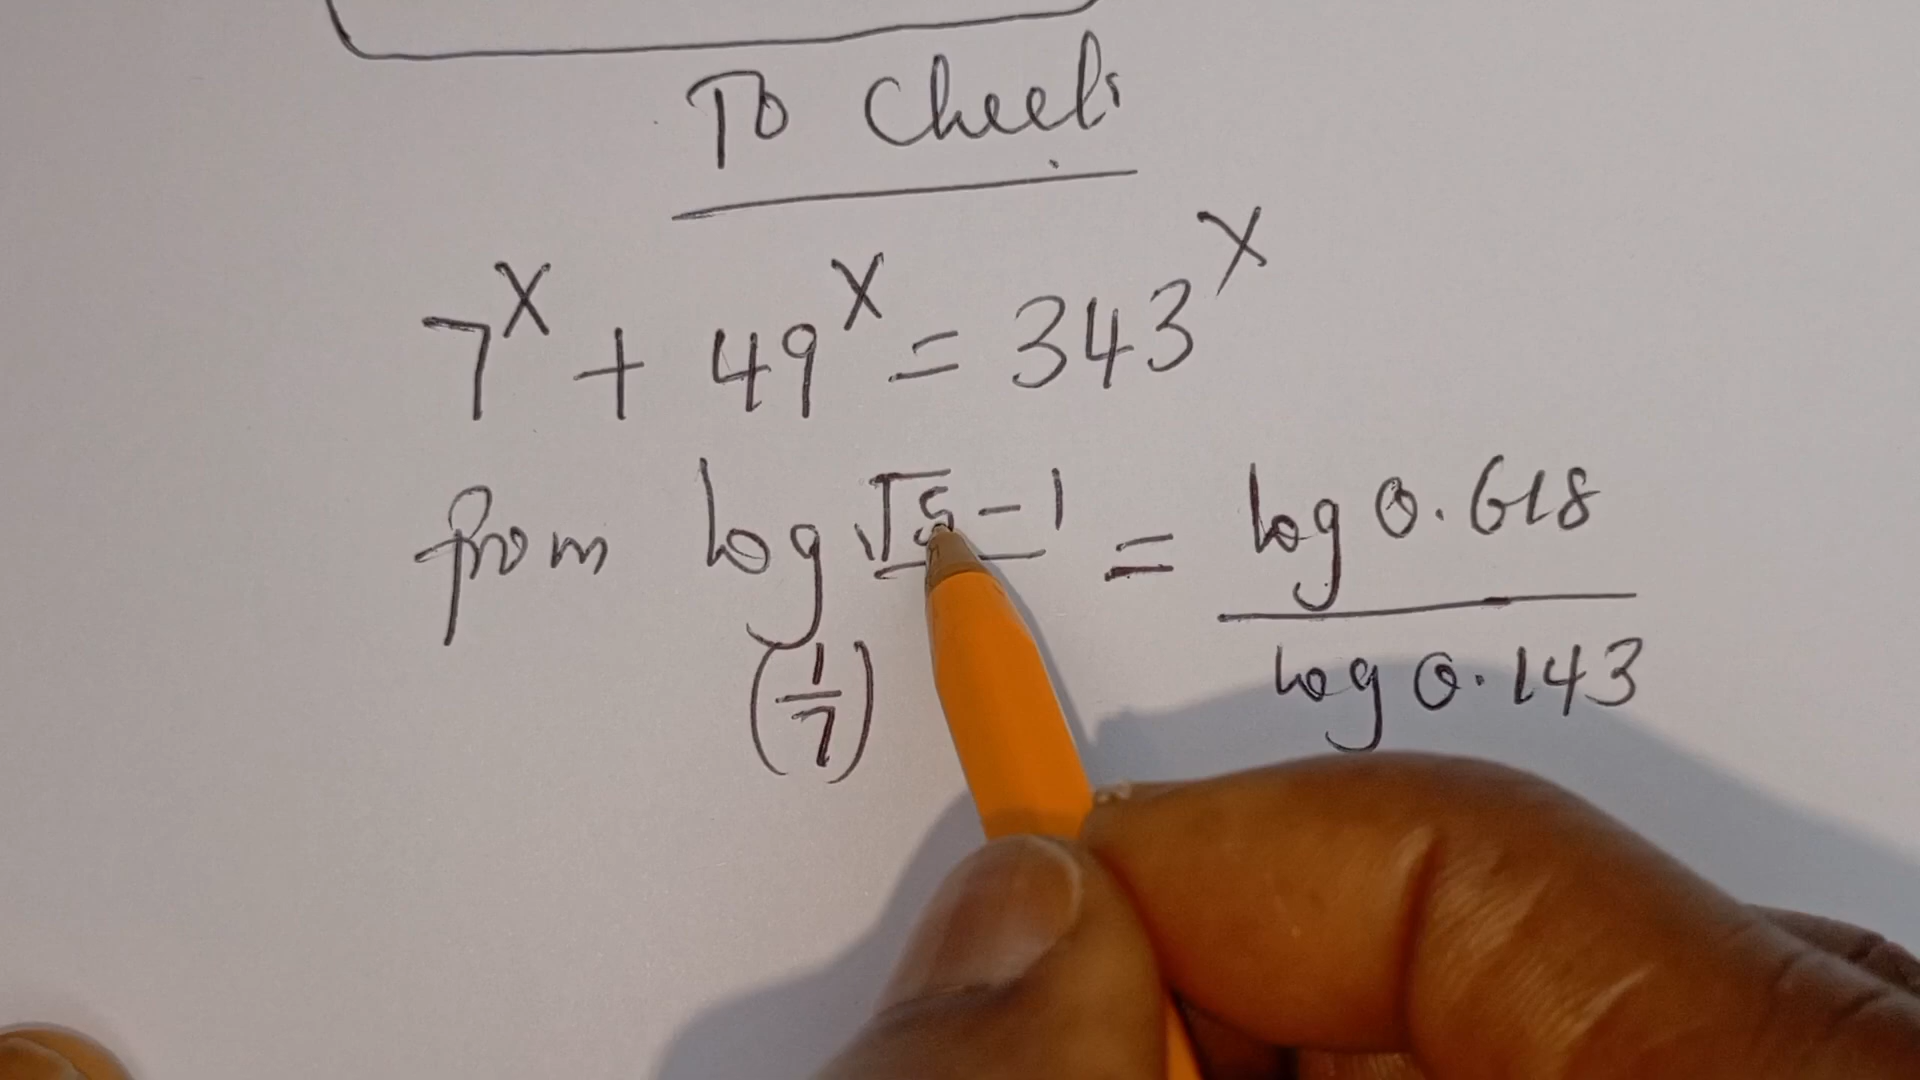 To Check
7^x + 49^x = 343^x
from log_(1/7) (√5 - 1)/ = log 0.618 / log 0.143